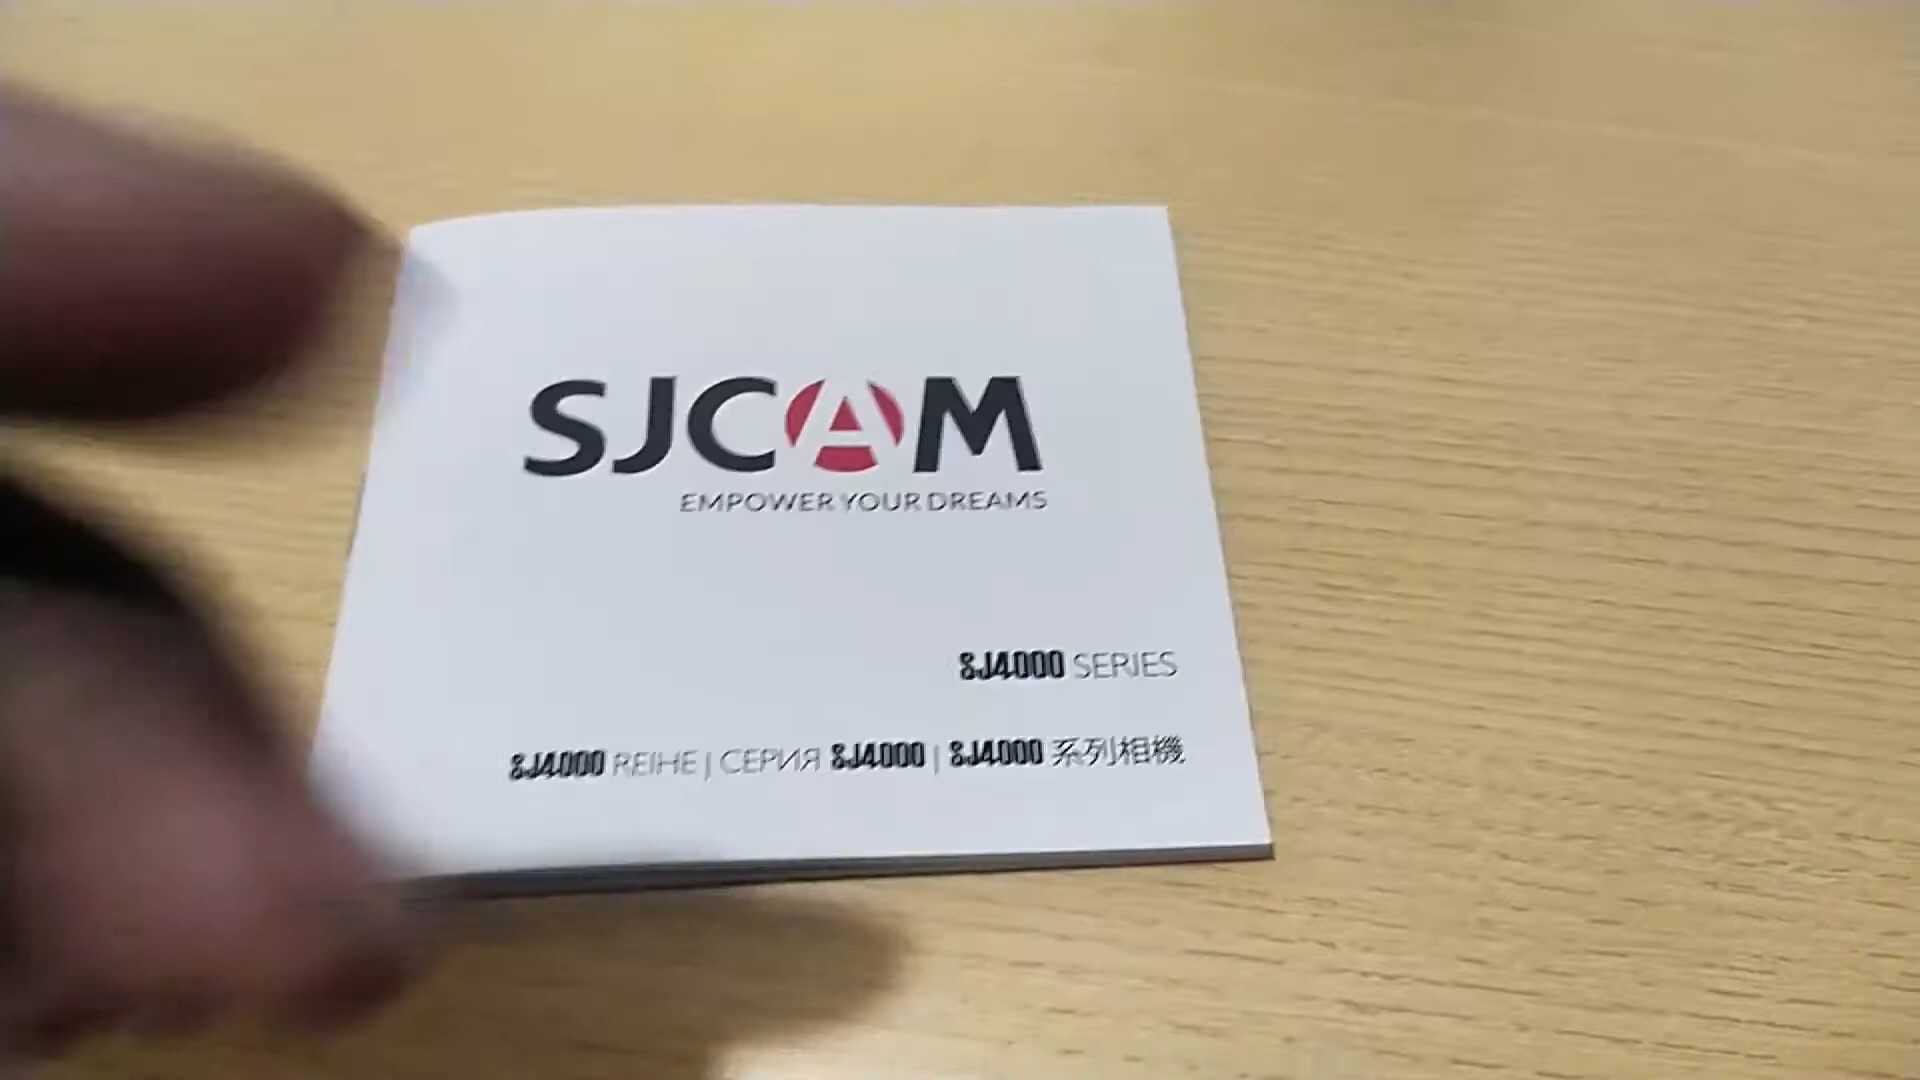 SJCAM
EMPOWER YOUR DREAMS
SJ4000 SERIES
SJ4000 REIHE | СЕРИЯ SJ4000 | SJ4000 系列相機